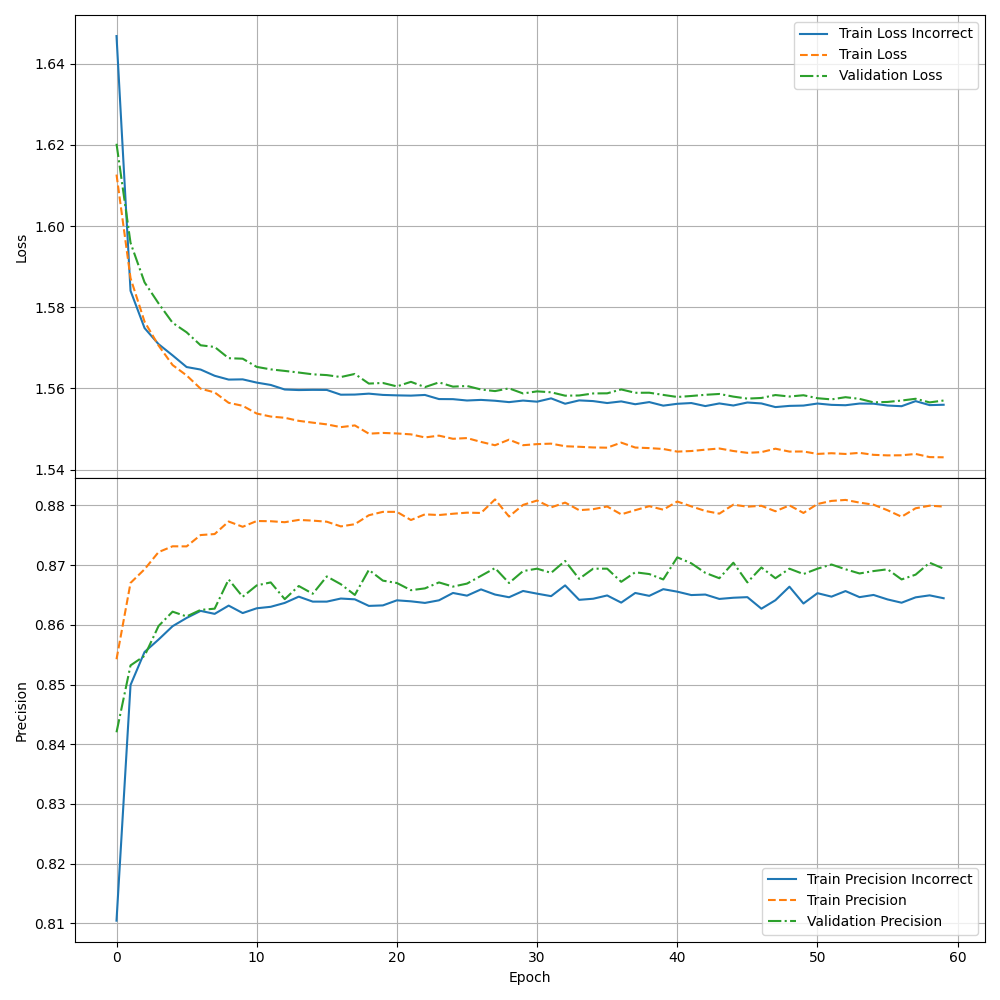 Train Loss Incorrect
Train Loss
Validation Loss
1.64
1.62
1.60
1.58
1.56
1.54
Loss
0.88
0.87
0.86
0.85
0.84
0.83
0.82
0.81
Precision
Train Precision Incorrect
Train Precision
Validation Precision
0 10 20 30 40 50 60
Epoch